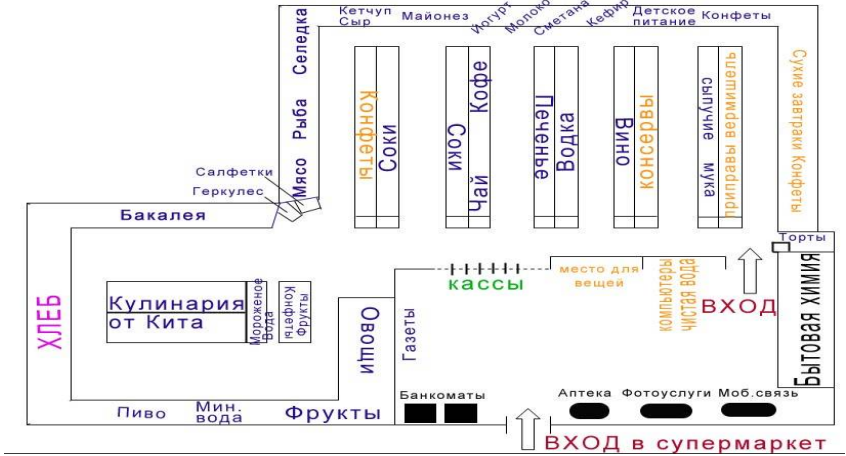 Кетчуп
Сыр
Майонез
Йогурт
Молоко
Сметана
Кефир
Детское
питание
Конфеты
Селедка
Рыба
Мясо
Конфеты
Соки
Соки
Кофе
Чай
Печенье
Водка
Вино
консервы
сыпучие мука
приправы вермишель
Сухие завтраки Конфеты
Салфетки
Геркулес
Бакалея
Торты
ХЛЕБ
Кулинария
от Кита
Мороженое
Вода
Конфеты
Фрукты
Овощи
Газеты
кассы
место для
вещей
компьютеры
чистая вода
ВХОД
Бытовая химия
Пиво
Мин.
вода
Фрукты
Банкоматы
Аптека
Фотоуслуги
Моб.связь
ВХОД в супермаркет